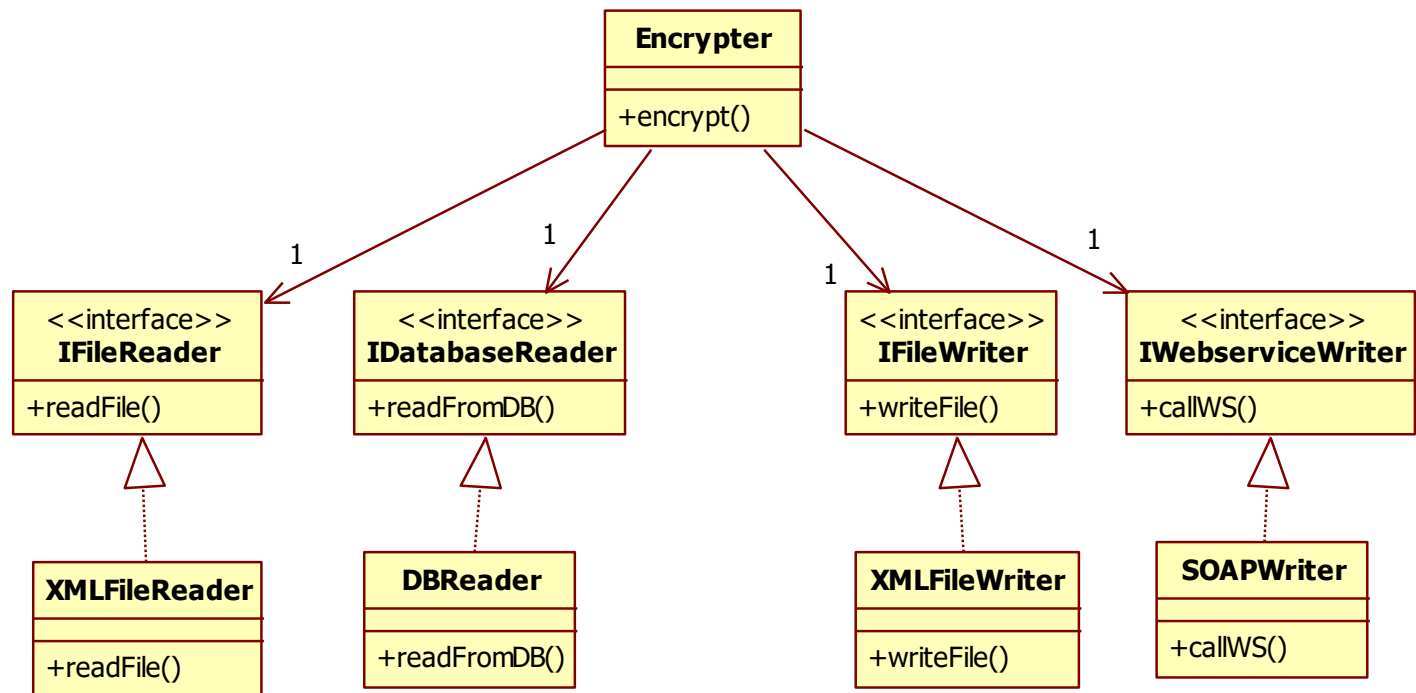 Encrypter
+encrypt()
1
1
1
1
<<interface>>
IFileReader
+readFile()
<<interface>>
IDatabaseReader
+readFromDB()
<<interface>>
IFileWriter
+writeFile()
<<interface>>
IWebserviceWriter
+callWS()
XMLFileReader
+readFile()
DBReader
+readFromDB()
XMLFileWriter
+writeFile()
SOAPWriter
+callWS()